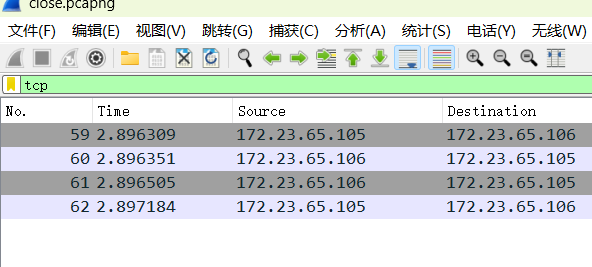 close.pcapng
文件(F) 编辑(E) 视图(V) 跳转(G) 捕获(C) 分析(A) 统计(S) 电话(Y) 无线(W)
tcp
No. Time Source Destination
59 2.896309 172.23.65.105 172.23.65.106
60 2.896351 172.23.65.106 172.23.65.105
61 2.896505 172.23.65.106 172.23.65.105
62 2.897184 172.23.65.105 172.23.65.106